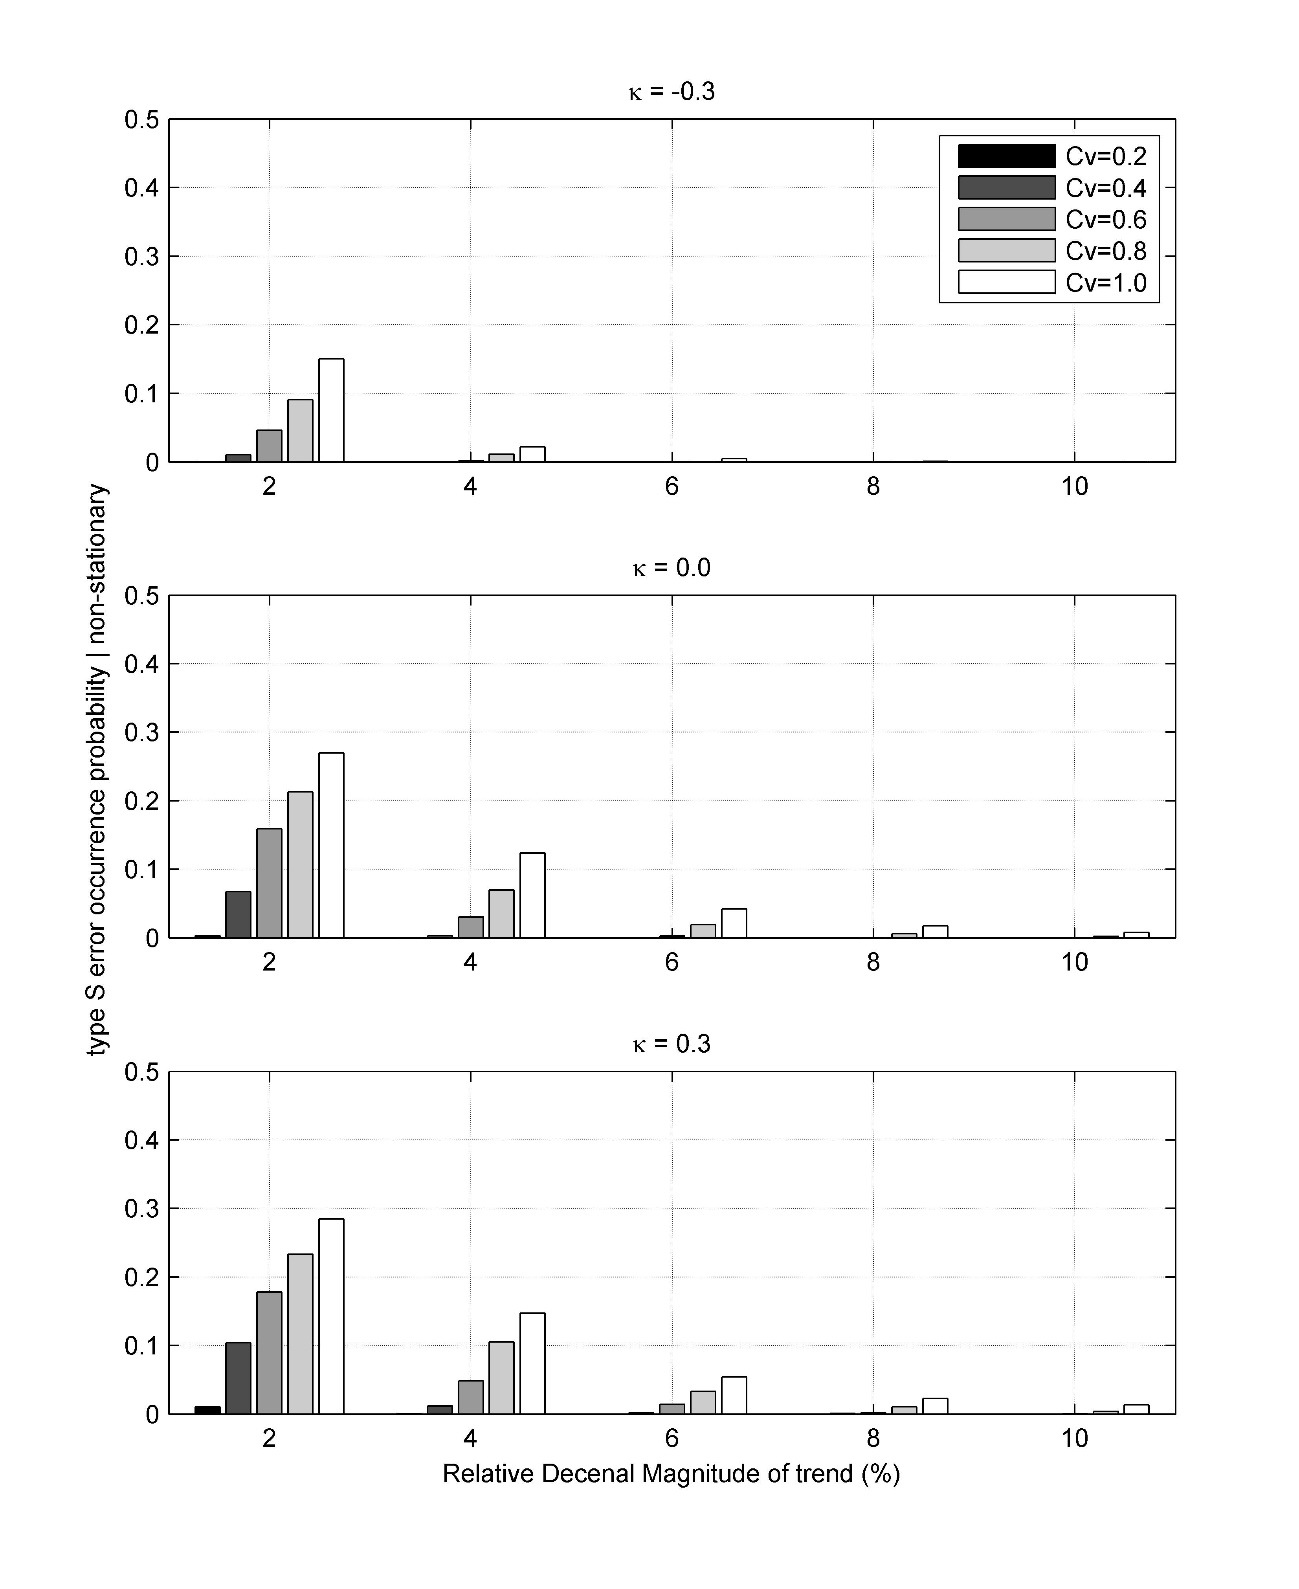 κ = -0.3
0.5
0.4
0.3
0.2
0.1
0
Cv=0.2
Cv=0.4
Cv=0.6
Cv=0.8
Cv=1.0
2 4 6 8 10
type S error occurrence probability | non-stationary
κ = 0.0
0.5
0.4
0.3
0.2
0.1
0
2 4 6 8 10
κ = 0.3
0.5
0.4
0.3
0.2
0.1
0
2 4 6 8 10
Relative Decenal Magnitude of trend (%)